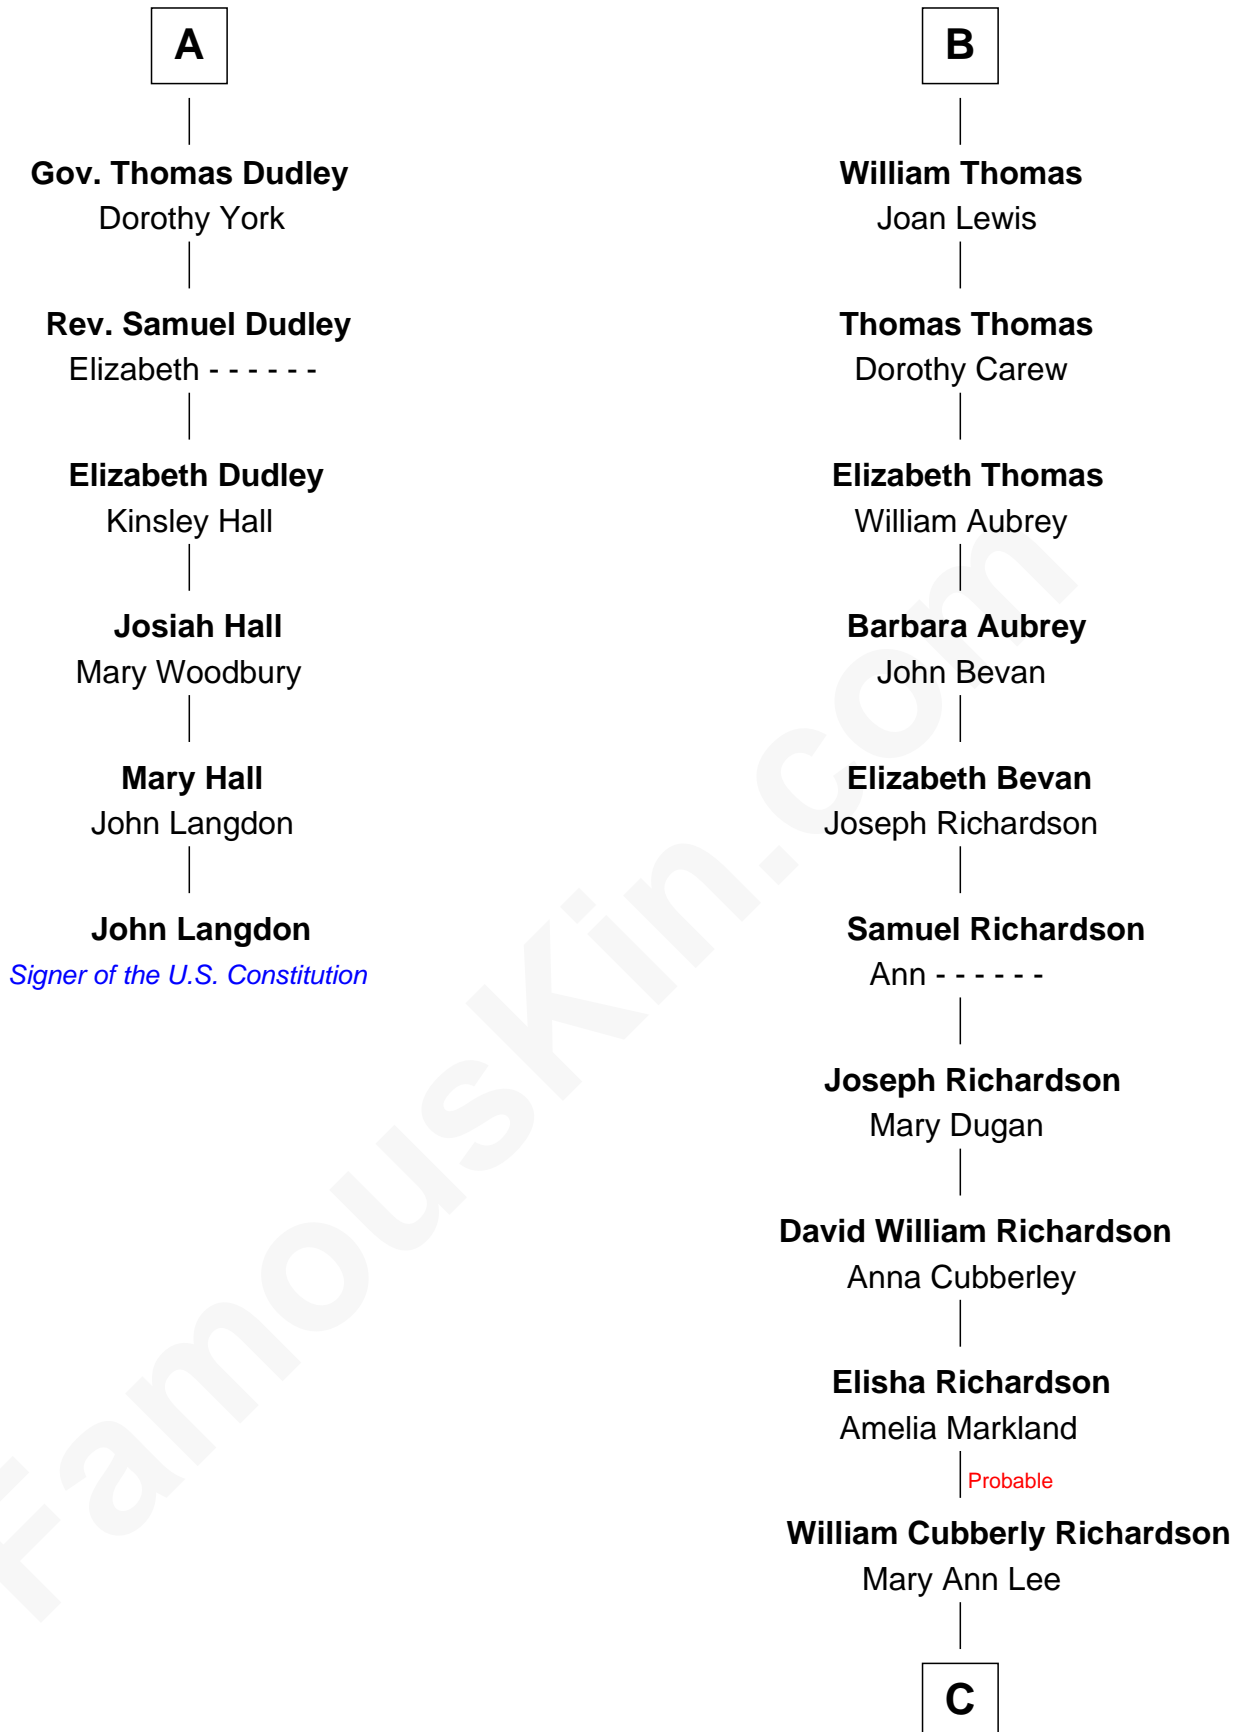 A
Gov. Thomas Dudley
Dorothy York
Rev. Samuel Dudley
Elizabeth - - - - - -
Elizabeth Dudley
Kinsley Hall
Josiah Hall
Mary Woodbury
Mary Hall
John Langdon
John Langdon
Signer of the U.S. Constitution
B
William Thomas
Joan Lewis
Thomas Thomas
Dorothy Carew
Elizabeth Thomas
William Aubrey
Barbara Aubrey
John Bevan
Elizabeth Bevan
Joseph Richardson
Samuel Richardson
Ann - - - - - -
Joseph Richardson
Mary Dugan
David William Richardson
Anna Cubberley
Elisha Richardson
Amelia Markland
Probable
William Cubberly Richardson
Mary Ann Lee
C
FamousKin.com